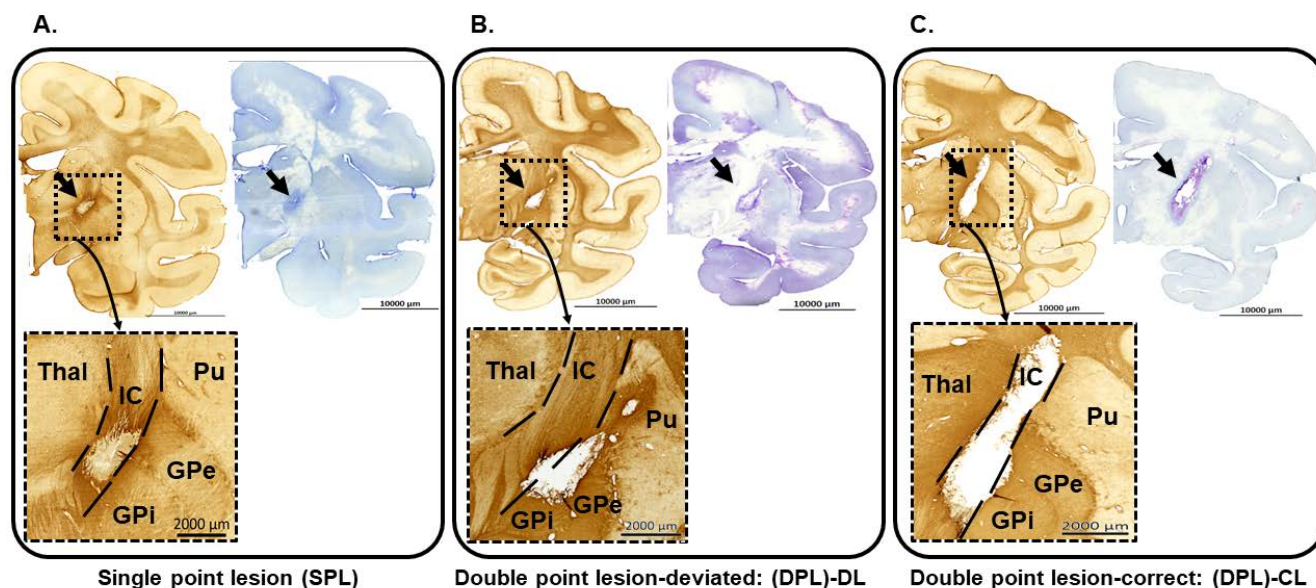 A.
B.
C.
10000 µm
10000 µm
10000 µm
10000 µm
10000 µm
10000 µm
Thal
IC
Pu
GPe
GPi
2000 µm
Thal
IC
Pu
GPe
GPi
2000 µm
Thal
IC
Pu
GPe
GPi
2000 µm
Single point lesion (SPL)
Double point lesion-deviated: (DPL)-DL
Double point lesion-correct: (DPL)-CL